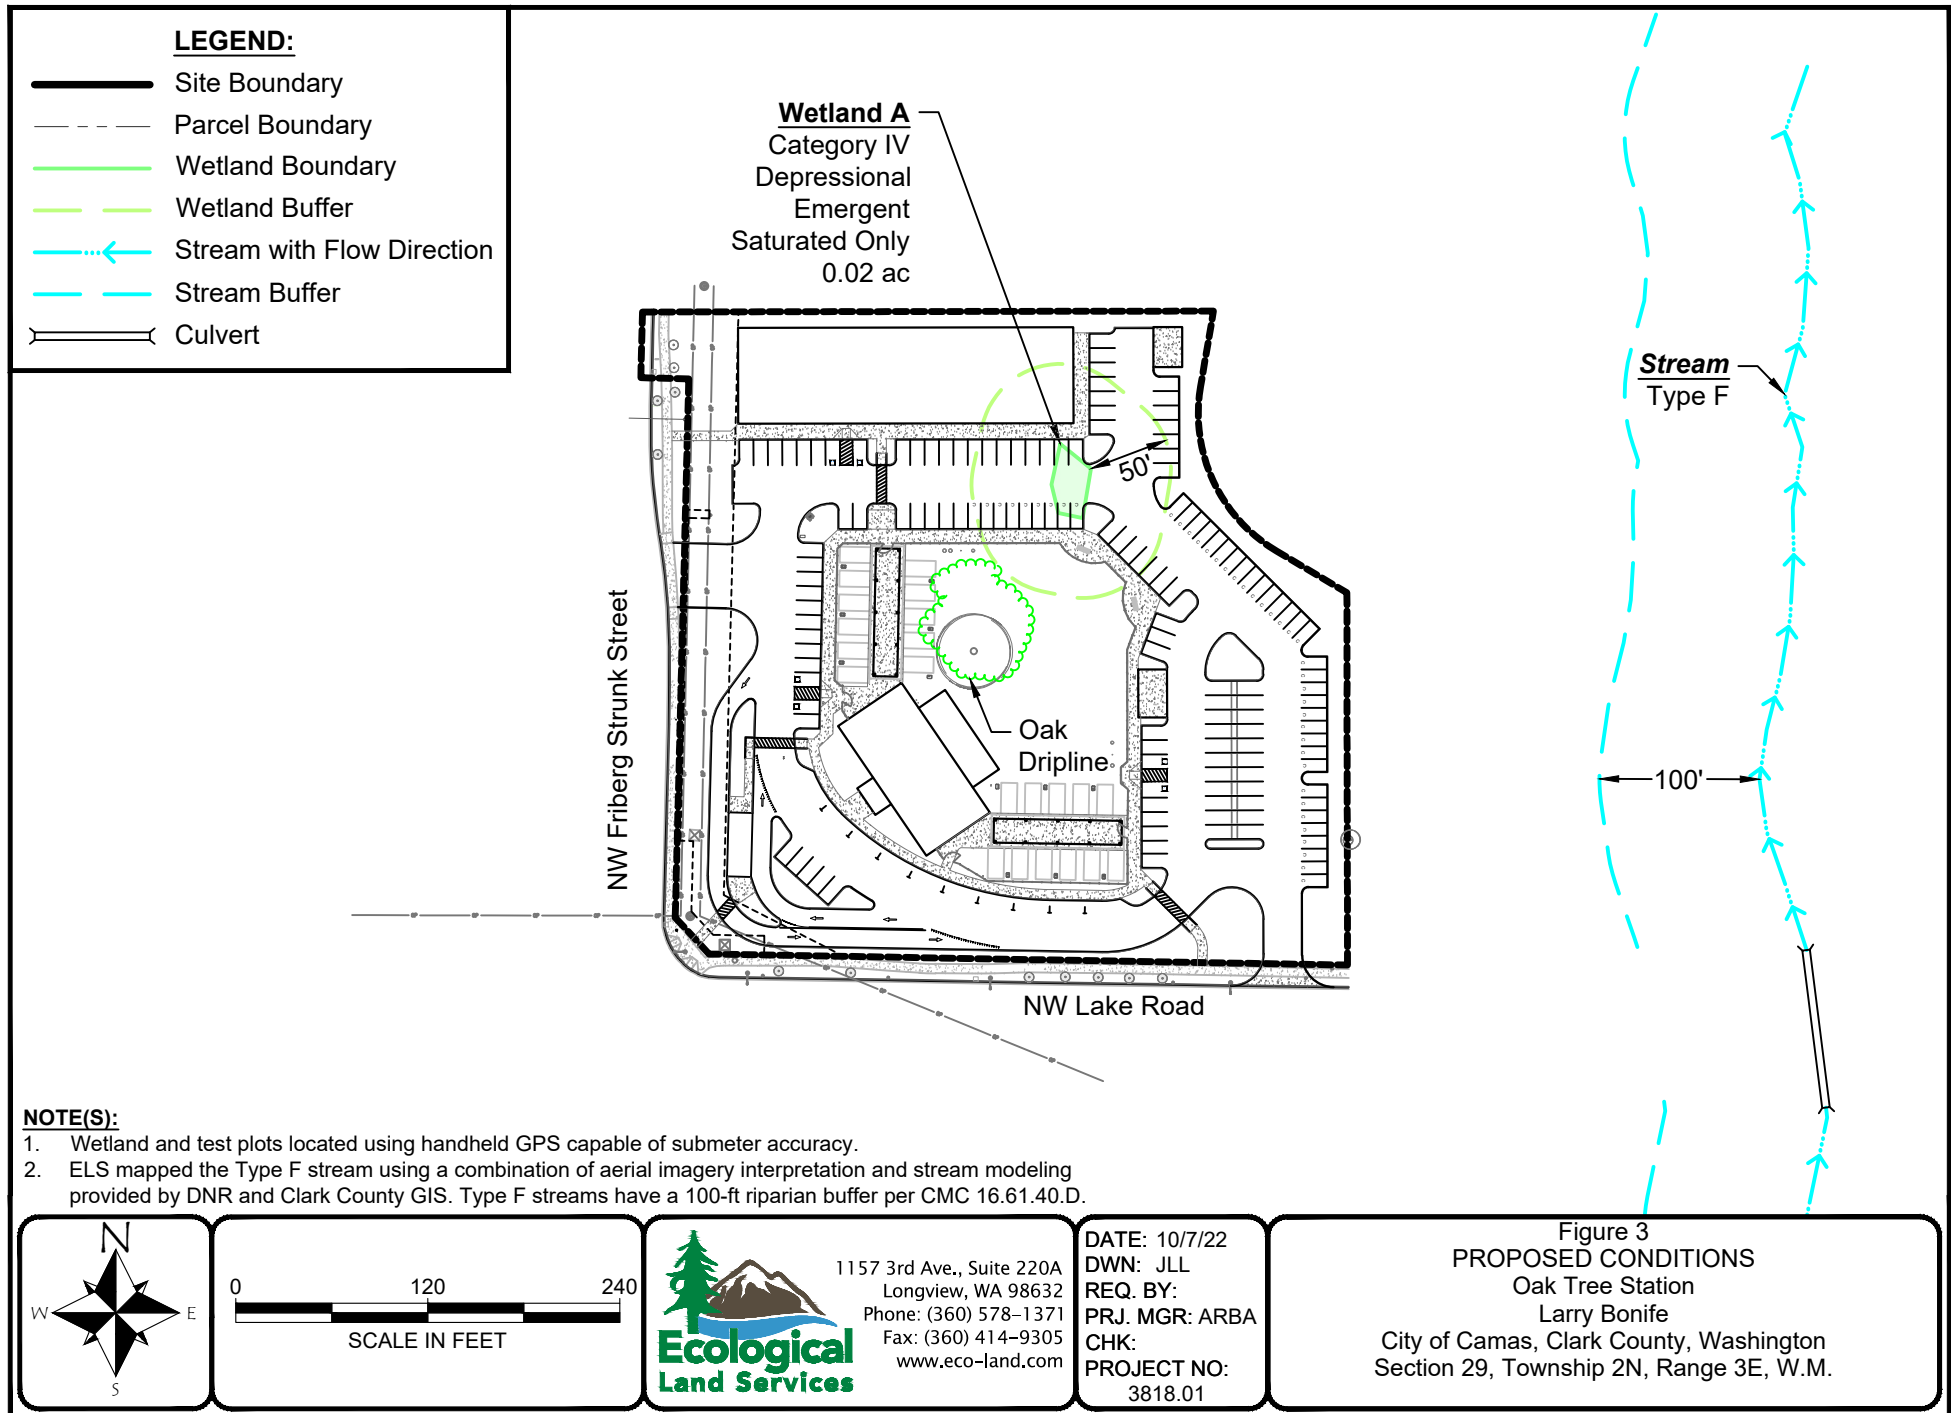 LEGEND:
Site Boundary
Parcel Boundary
Wetland Boundary
Wetland Buffer
Stream with Flow Direction
Stream Buffer
Culvert
Wetland A
Category IV
Depressional
Emergent
Saturated Only
0.02 ac
50'
Stream
Type F
100'
Oak
Dripline
NW Friberg Strunk Street
NW Lake Road
NOTE(S):
1. Wetland and test plots located using handheld GPS capable of submeter accuracy.
2. ELS mapped the Type F stream using a combination of aerial imagery interpretation and stream modeling
provided by DNR and Clark County GIS. Type F streams have a 100-ft riparian buffer per CMC 16.61.40.D.
N
W E
S
0 120 240
SCALE IN FEET
Ecological
Land Services
1157 3rd Ave., Suite 220A
Longview, WA 98632
Phone: (360) 578-1371
Fax: (360) 414-9305
www.eco-land.com
DATE: 10/7/22
DWN: JLL
REQ. BY:
PRJ. MGR: ARBA
CHK:
PROJECT NO:
3818.01
Figure 3
PROPOSED CONDITIONS
Oak Tree Station
Larry Bonife
City of Camas, Clark County, Washington
Section 29, Township 2N, Range 3E, W.M.